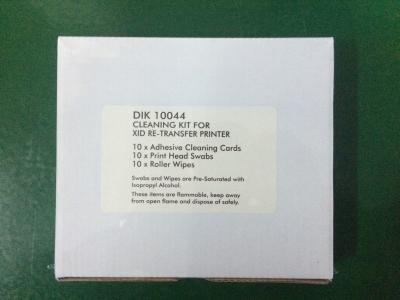 DIK 10044
CLEANING KIT FOR
XID RE-TRANSFER PRINTER
10 x Adhesive Cleaning Cards
10 x Print Head Swabs
10 x Roller Wipes
Swabs and Wipes are Pre-Saturated with
Isopropyl Alcohol.
These items are flammable, keep away
from open flame and dispose of safely.